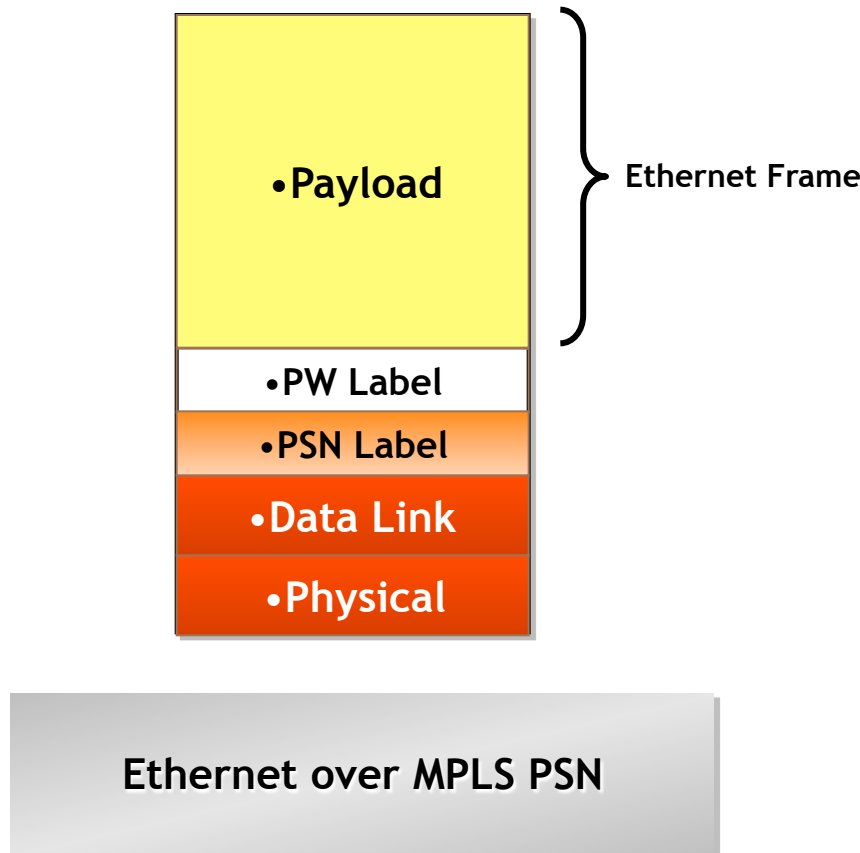 •Payload
Ethernet Frame
•PW Label
•PSN Label
•Data Link
•Physical
Ethernet over MPLS PSN